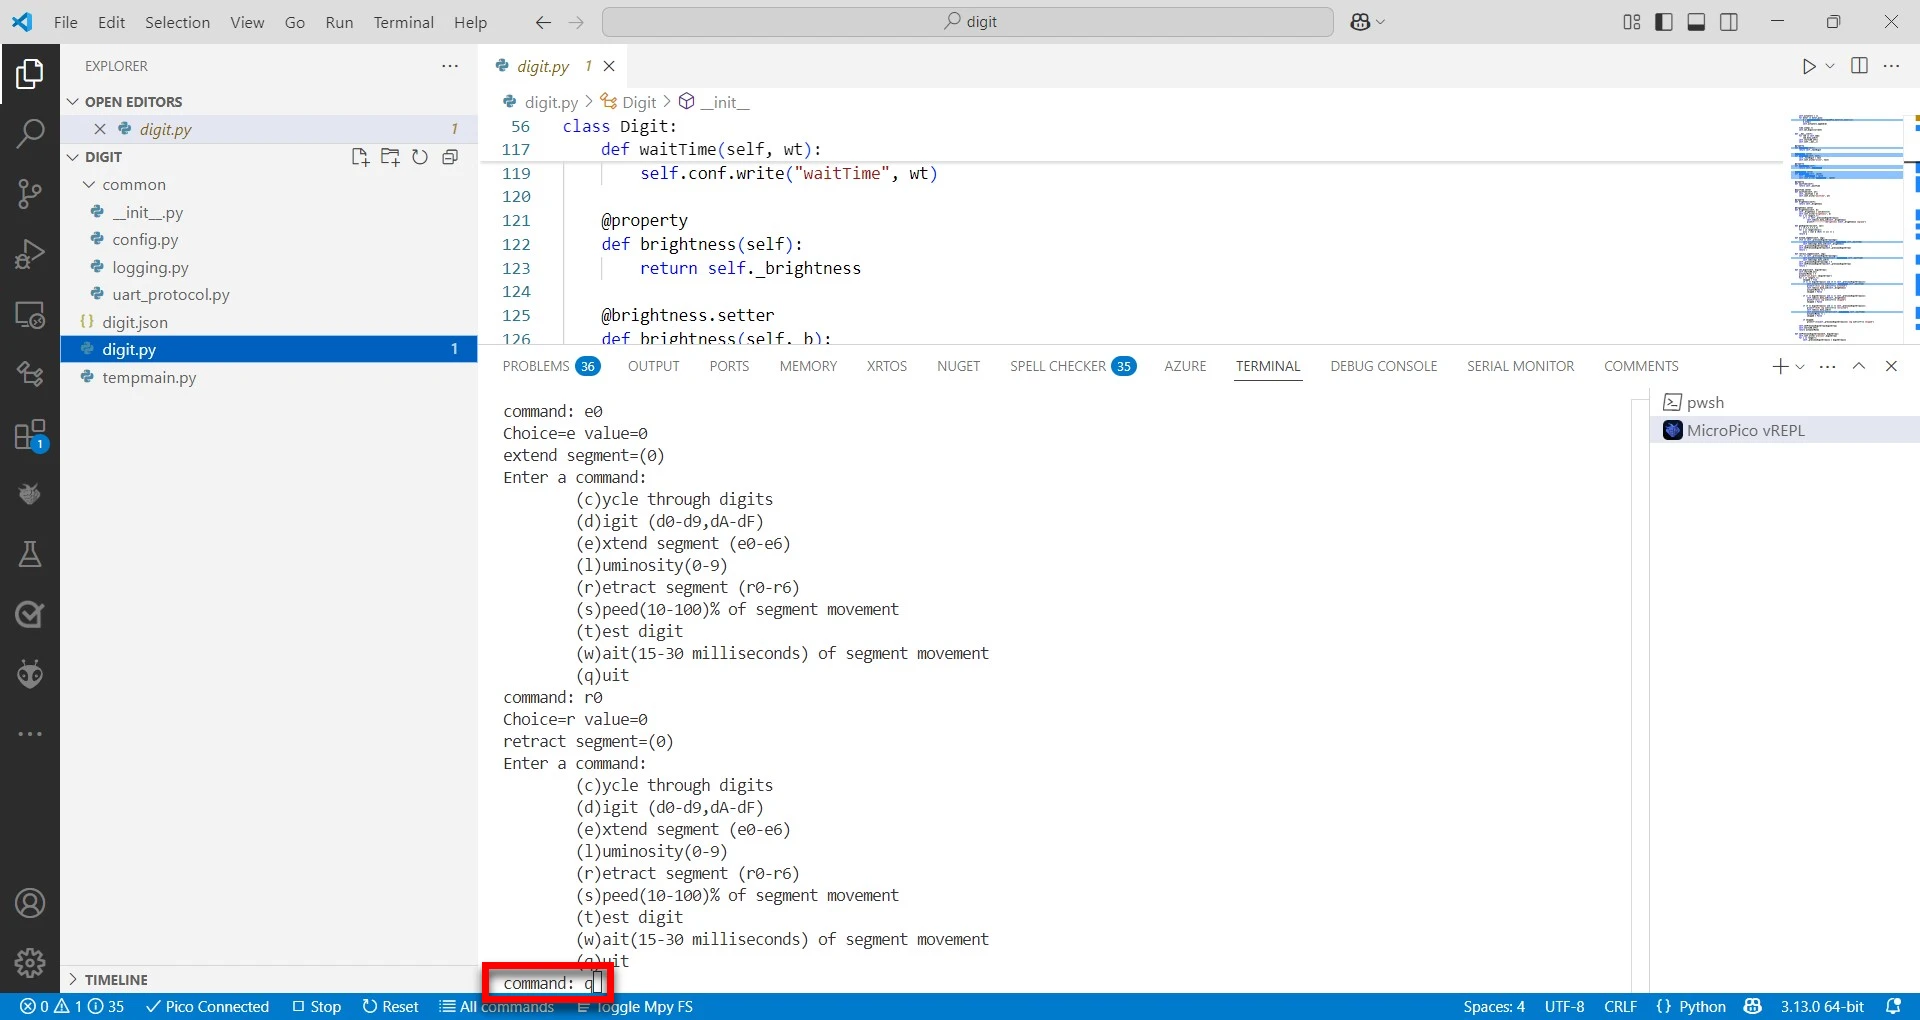 File Edit Selection View Go Run Terminal Help
digit
EXPLORER
OPEN EDITORS
digit.py 1
DIGIT
common
__init__.py
config.py
logging.py
uart_protocol.py
digit.json
digit.py 1
tempmain.py
TIMELINE
digit.py 1
digit.py > Digit > __init__
56 class Digit:
117 def waitTime(self, wt):
119 self.conf.write("waitTime", wt)
120
121 @property
122 def brightness(self):
123 return self._brightness
124
125 @brightness.setter
126 def brightness(self, b):
PROBLEMS 36 OUTPUT PORTS MEMORY XRTOS NUGET SPELL CHECKER 35 AZURE TERMINAL DEBUG CONSOLE SERIAL MONITOR COMMENTS
command: e0
Choice=e value=0
extend segment=(0)
Enter a command:
(c)ycle through digits
(d)igit (d0-d9,dA-dF)
(e)xtend segment (e0-e6)
(l)uminosity(0-9)
(r)etract segment (r0-r6)
(s)peed(10-100)% of segment movement
(t)est digit
(w)ait(15-30 milliseconds) of segment movement
(q)uit
command: r0
Choice=r value=0
retract segment=(0)
Enter a command:
(c)ycle through digits
(d)igit (d0-d9,dA-dF)
(e)xtend segment (e0-e6)
(l)uminosity(0-9)
(r)etract segment (r0-r6)
(s)peed(10-100)% of segment movement
(t)est digit
(w)ait(15-30 milliseconds) of segment movement
(q)uit
command: q
pwsh
MicroPico vREPL
1
0 1 35 Pico Connected Stop Reset All commands Toggle Mpy FS
Spaces: 4 UTF-8 CRLF {} Python 3.13.0 64-bit